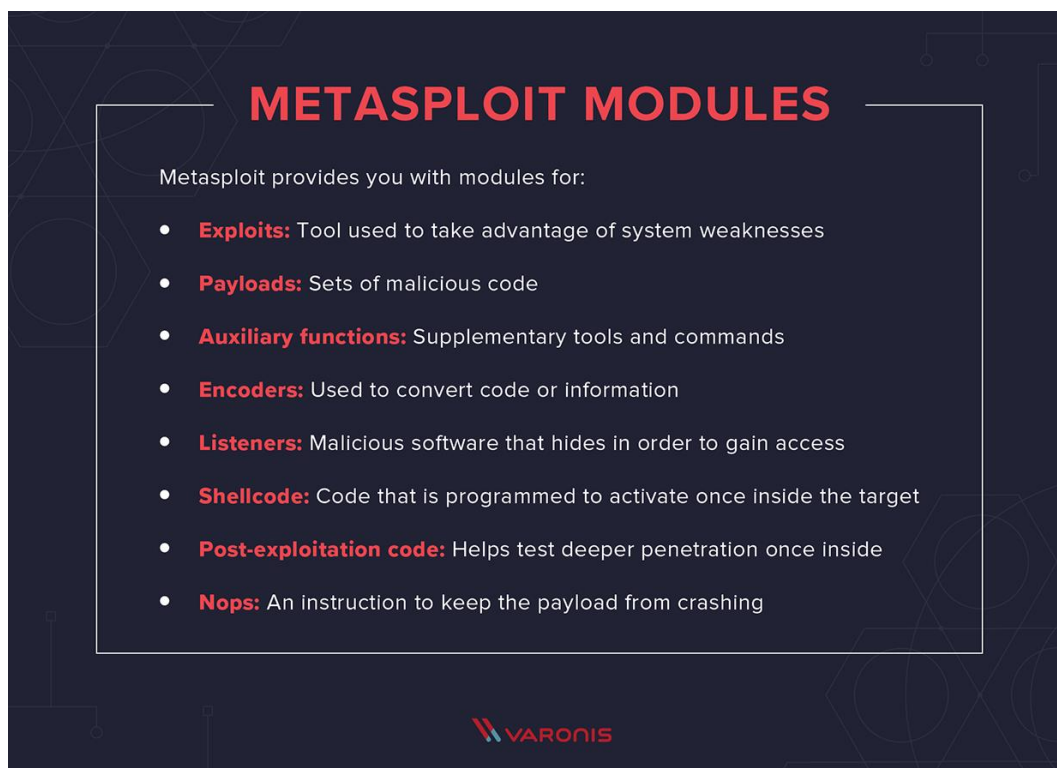 METASPLOIT MODULES
Metasploit provides you with modules for:
• Exploits: Tool used to take advantage of system weaknesses
• Payloads: Sets of malicious code
• Auxiliary functions: Supplementary tools and commands
• Encoders: Used to convert code or information
• Listeners: Malicious software that hides in order to gain access
• Shellcode: Code that is programmed to activate once inside the target
• Post-exploitation code: Helps test deeper penetration once inside
• Nops: An instruction to keep the payload from crashing
VARONIS